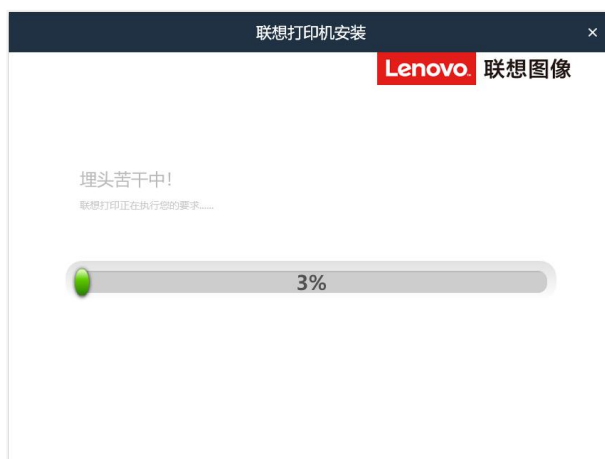 联想打印机安装
×
Lenovo. 联想图像
埋头苦干中!
联想打印正在执行您的要求......
3%